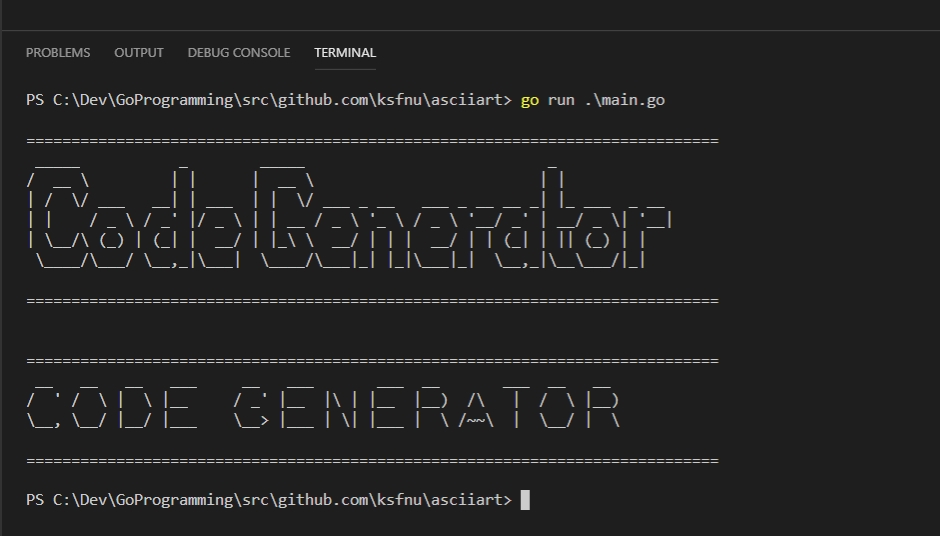 PROBLEMS OUTPUT DEBUG CONSOLE TERMINAL
PS C:\Dev\GoProgramming\src\github.com\ksfnu\asciiart> go run .\main.go
=============================================================================
CodeGenerator
=============================================================================
=============================================================================
CODE GENERATOR
=============================================================================
PS C:\Dev\GoProgramming\src\github.com\ksfnu\asciiart>